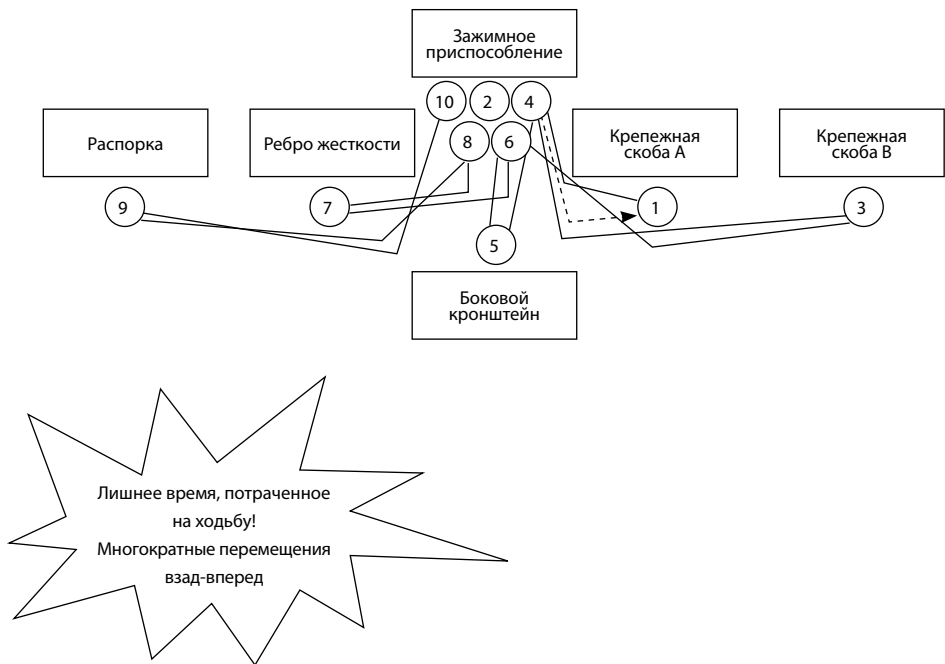 Зажимное
приспособление
10 2 4
Распорка
Ребро жесткости
8 6
Крепежная
скоба А
Крепежная
скоба В
9
7
5
1
3
Боковой
кронштейн
Лишнее время, потраченное
на ходьбу!
Многократные перемещения
взад-вперед